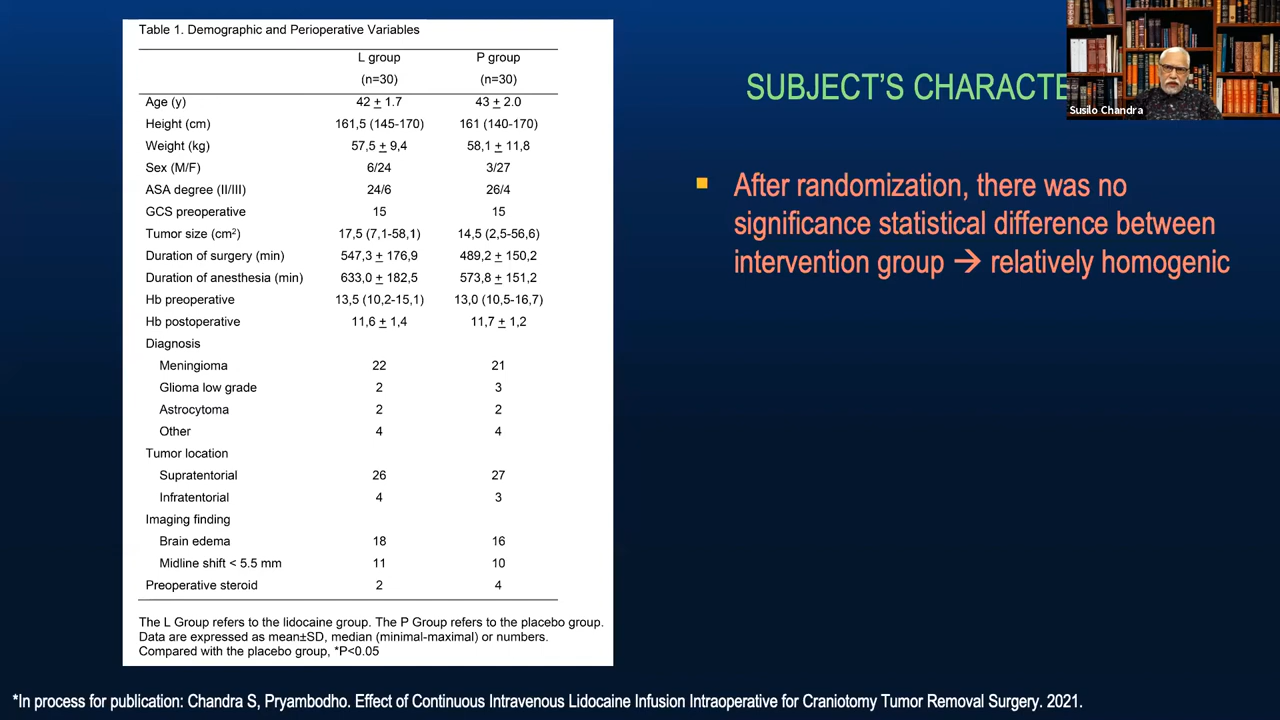 Table 1. Demographic and Perioperative Variables
L group P group
(n=30) (n=30)
Age (y) 42 ± 1.7 43 ± 2.0
Height (cm) 161,5 (145-170) 161 (140-170)
Weight (kg) 57,5 ± 9,4 58,1 ± 11,8
Sex (M/F) 6/24 3/27
ASA degree (II/III) 24/6 26/4
GCS preoperative 15 15
Tumor size (cm²) 17,5 (7,1-58,1) 14,5 (2,5-56,6)
Duration of surgery (min) 547,3 ± 176,9 489,2 ± 150,2
Duration of anesthesia (min) 633,0 ± 182,5 573,8 ± 151,2
Hb preoperative 13,5 (10,2-15,1) 13,0 (10,5-16,7)
Hb postoperative 11,6 ± 1,4 11,7 ± 1,2
Diagnosis
Meningioma 22 21
Glioma low grade 2 3
Astrocytoma 2 2
Other 4 4
Tumor location
Supratentorial 26 27
Infratentorial 4 3
Imaging finding
Brain edema 18 16
Midline shift < 5.5 mm 11 10
Preoperative steroid 2 4
The L Group refers to the lidocaine group. The P Group refers to the placebo group.
Data are expressed as mean±SD, median (minimal-maximal) or numbers.
Compared with the placebo group, *P<0.05
SUBJECT'S CHARACTE
Susilo Chandra
▪ After randomization, there was no
significance statistical difference between
intervention group → relatively homogenic
*In process for publication: Chandra S, Pryambodho. Effect of Continuous Intravenous Lidocaine Infusion Intraoperative for Craniotomy Tumor Removal Surgery. 2021.